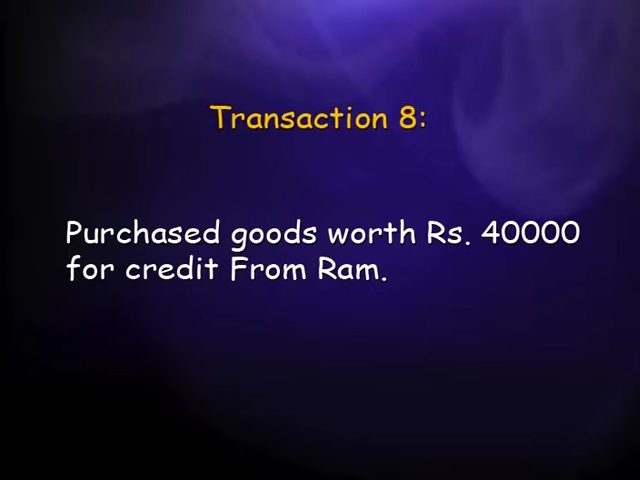 Transaction 8:
Purchased goods worth Rs. 40000
for credit From Ram.